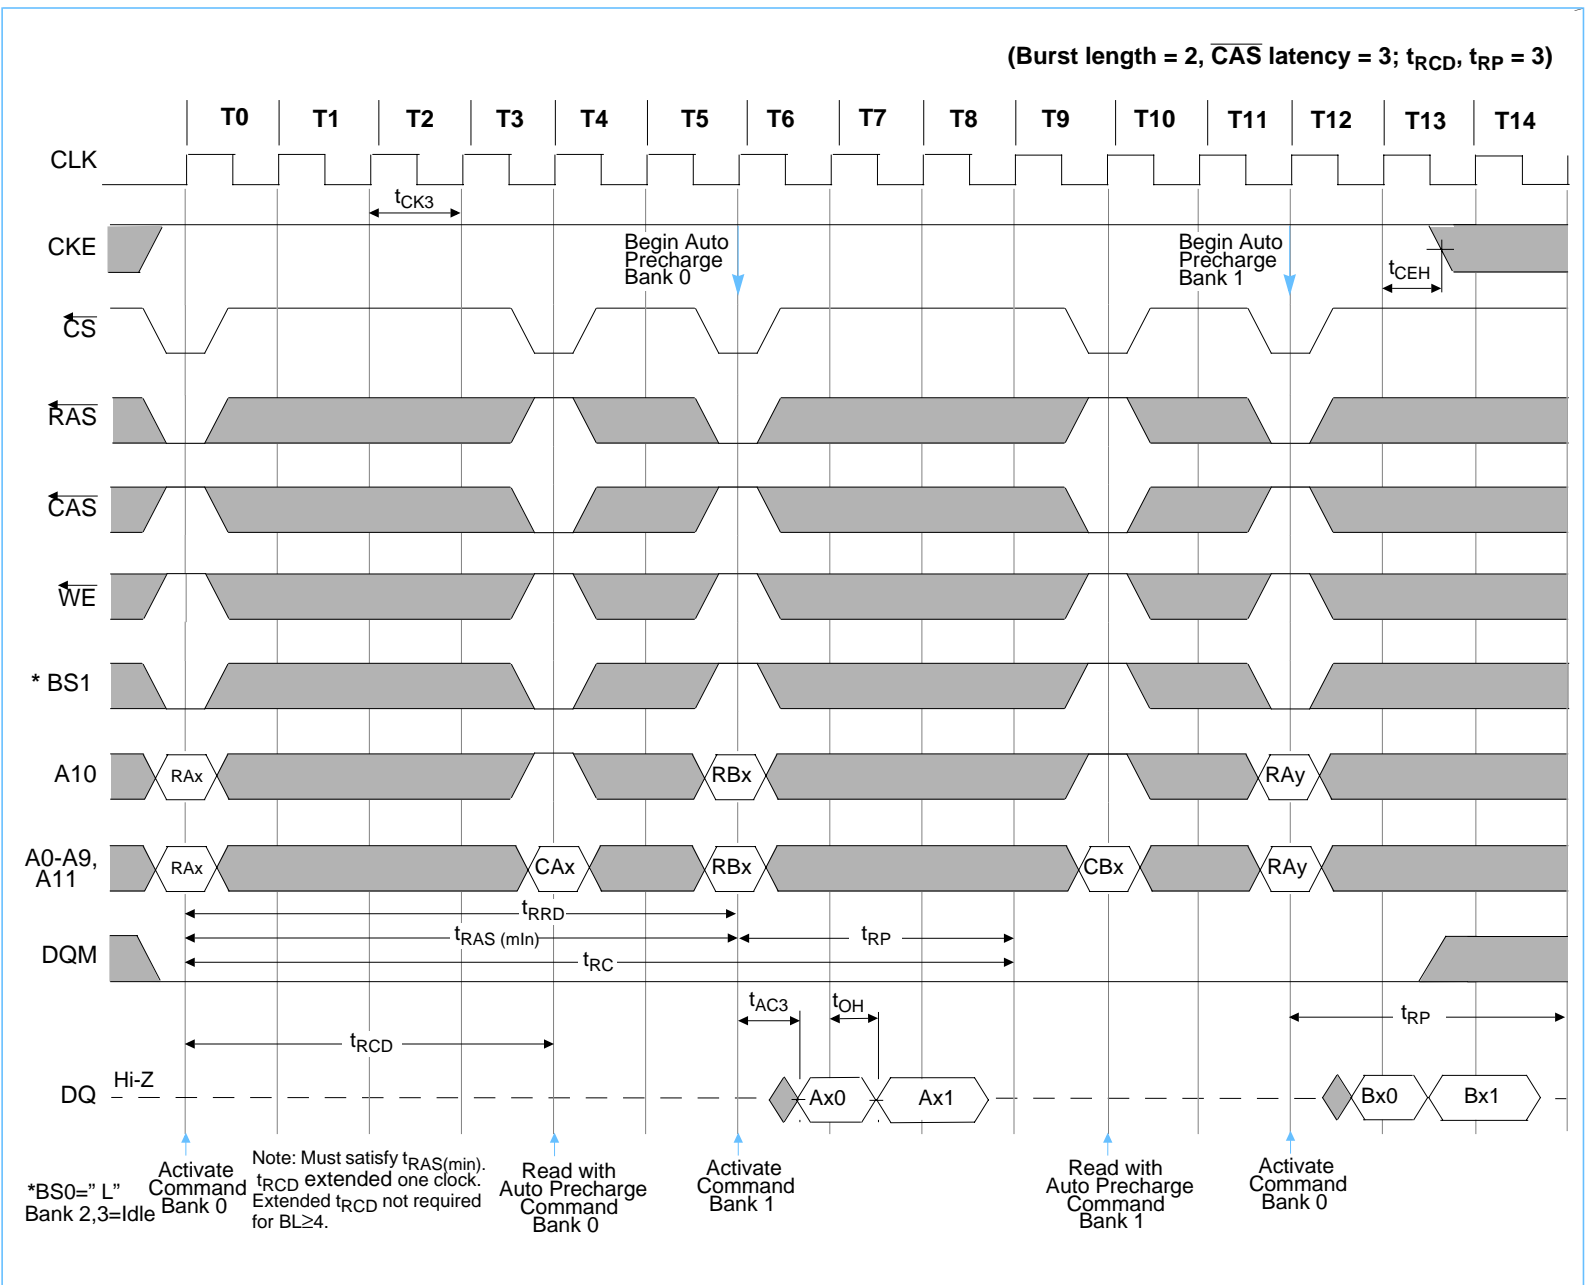 (Burst length = 2, CAS latency = 3; tRCD, tRP = 3)
T0 T1 T2 T3 T4 T5 T6 T7 T8 T9 T10 T11 T12 T13 T14
CLK
tCK3
CKE
Begin Auto
Precharge
Bank 0
Begin Auto
Precharge
Bank 1
tCEH
CS
RAS
CAS
WE
* BS1
A10
RAx
RBx
RAy
A0-A9,
A11
RAx
CAx
RBx
CBx
RAy
tRRD
tRAS (mIn)
tRP
DQM
tRC
tAC3
tOH
tRP
tRCD
Hi-Z
DQ
Ax0
Ax1
Bx0
Bx1
*BS0=” L”
Bank 2,3=Idle
Activate
Command
Bank 0
Note: Must satisfy tRAS(min).
tRCD extended one clock.
Extended tRCD not required
for BL≥4.
Read with
Auto Precharge
Command
Bank 0
Activate
Command
Bank 1
Read with
Auto Precharge
Command
Bank 1
Activate
Command
Bank 0